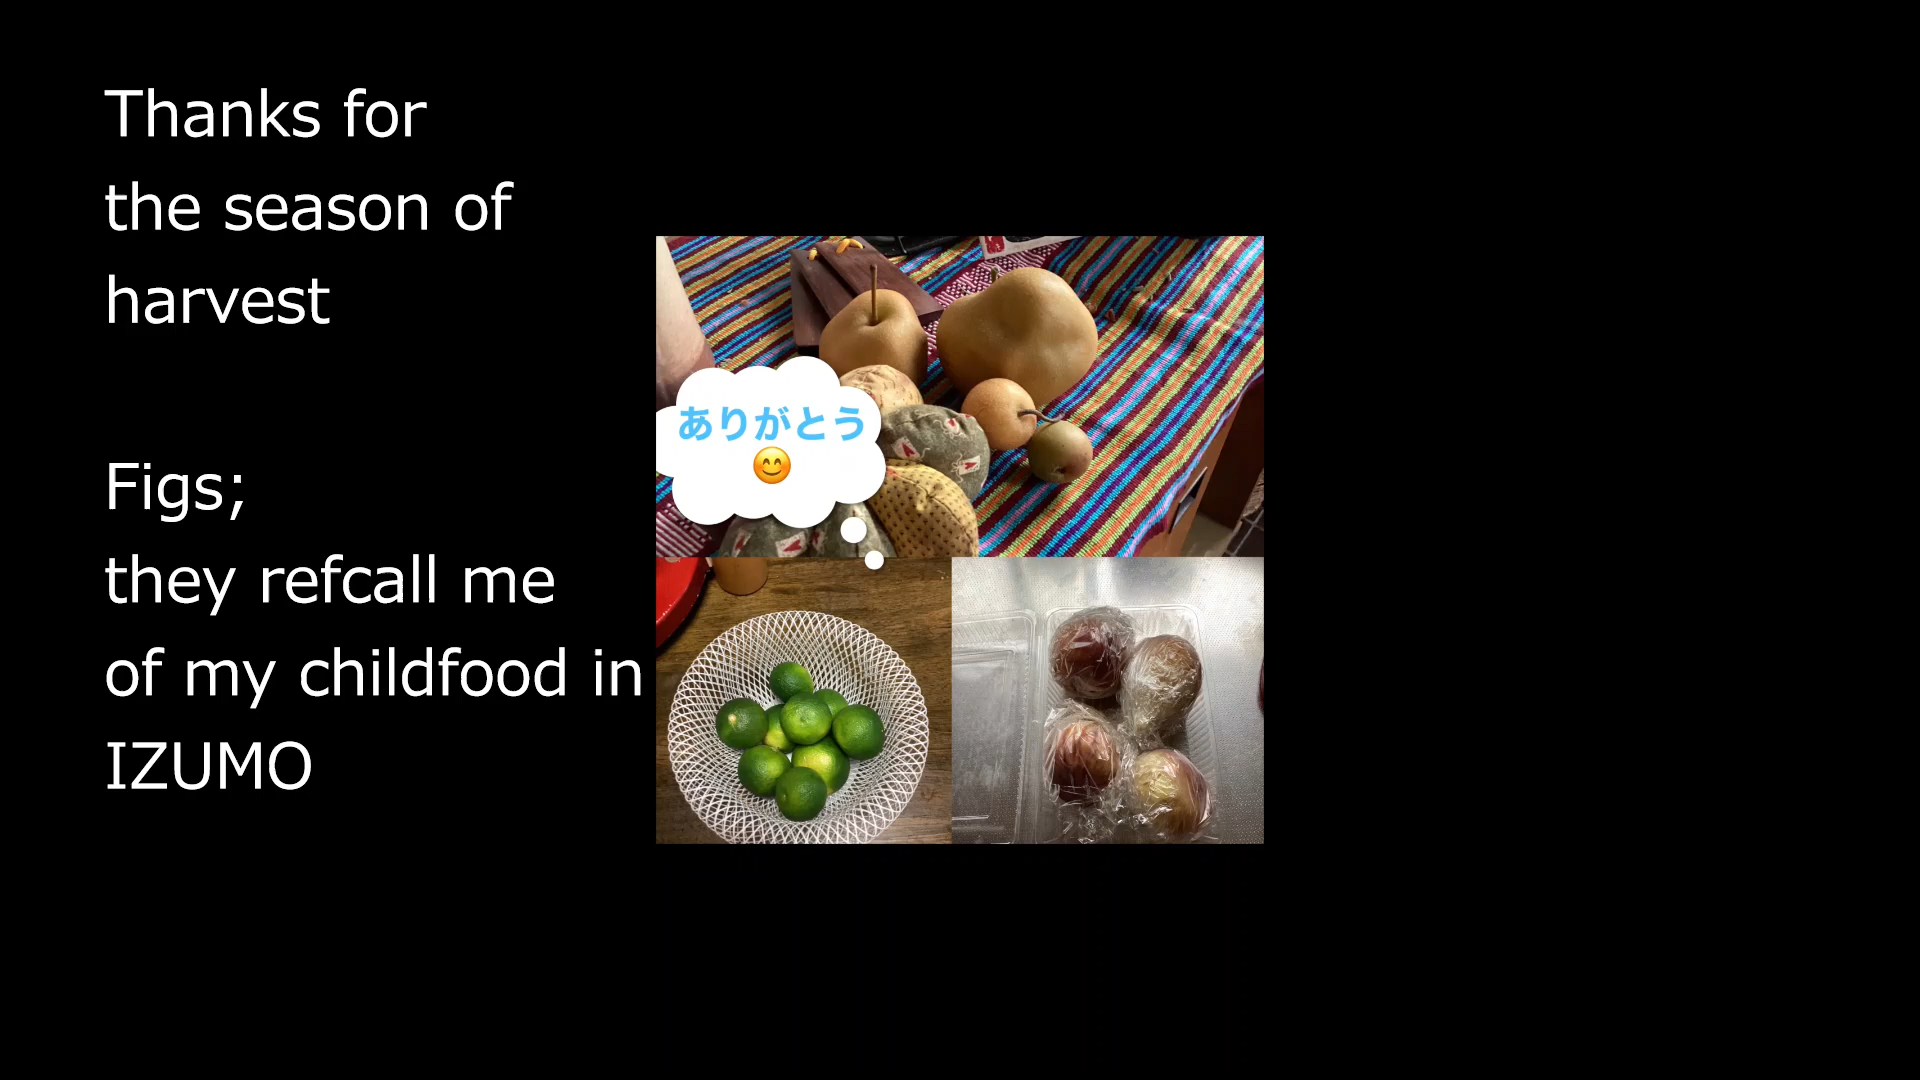 Thanks for
the season of
harvest
Figs;
they refcall me
of my childfood in
IZUMO
ありがとう
😊